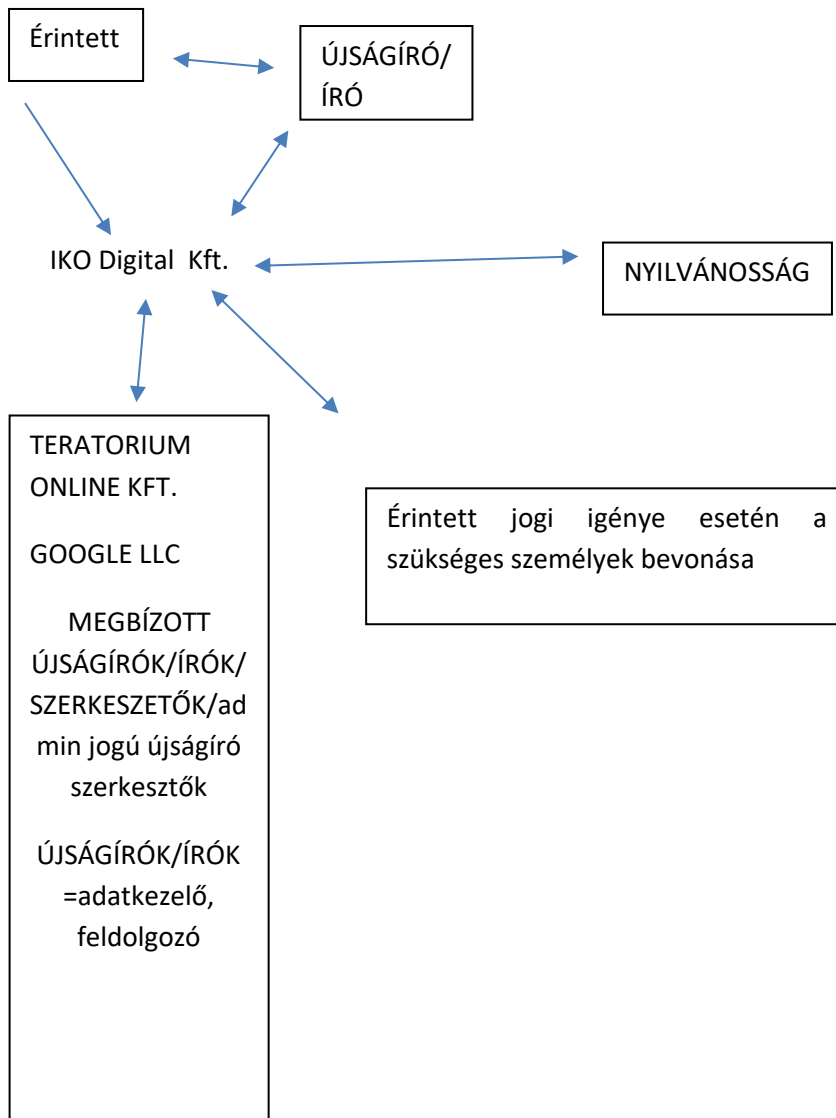 Érintett
ÚJSÁGÍRÓ/
ÍRÓ
IKO Digital Kft.
NYILVÁNOSSÁG
TERATORIUM
ONLINE KFT.
GOOGLE LLC
MEGBÍZOTT
ÚJSÁGÍRÓK/ÍRÓK/
SZERKESZETŐK/ad
min jogú újságíró
szerkesztők
ÚJSÁGÍRÓK/ÍRÓK
=adatkezelő,
feldolgozó
Érintett jogi igénye esetén a
szükséges személyek bevonása